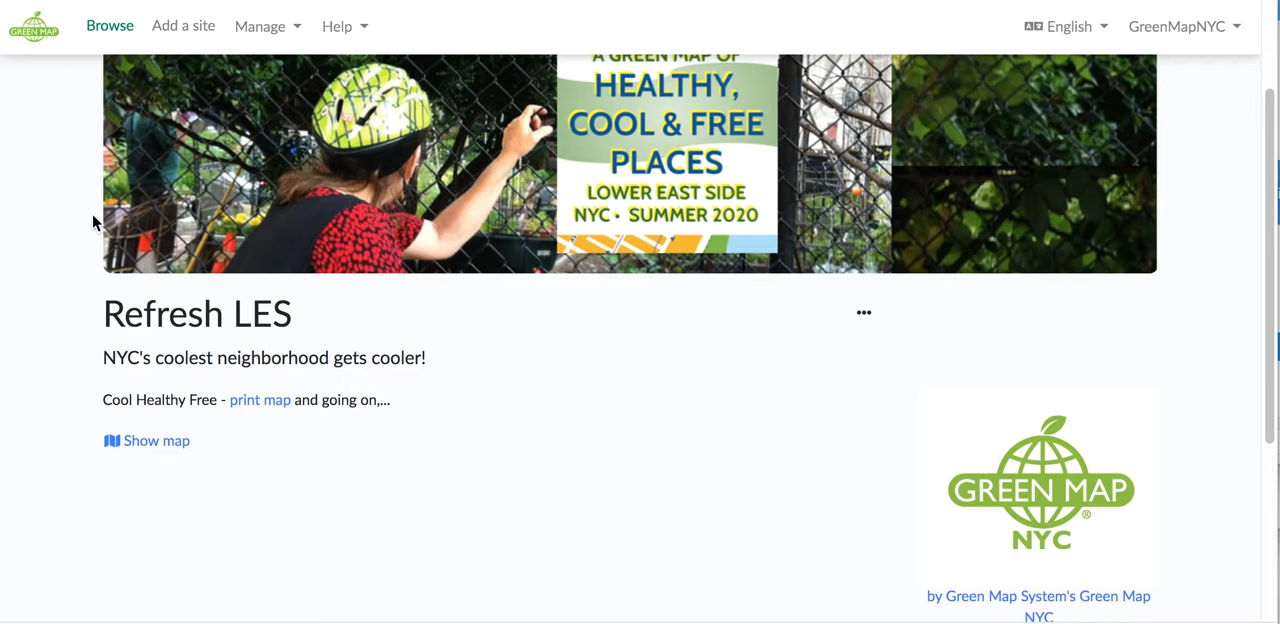 GREEN MAP
Browse
Add a site
Manage
Help
English
GreenMapNYC
A GREEN MAP OF
HEALTHY,
COOL & FREE
PLACES
LOWER EAST SIDE
NYC • SUMMER 2020
Refresh LES
NYC's coolest neighborhood gets cooler!
Cool Healthy Free - print map and going on,...
Show map
GREEN MAP
®
NYC
by Green Map System's Green Map
NYC